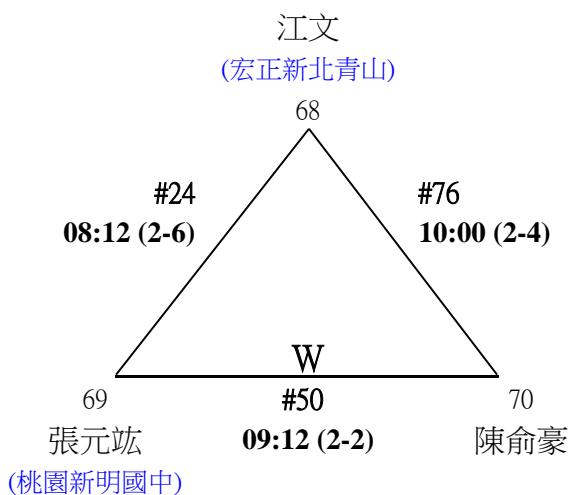 江文
(宏正新北青山)
68
#24
#76
08:12 (2-6)
10:00 (2-4)
W
69
#50
70
張元竑
09:12 (2-2)
陳俞豪
(桃園新明國中)